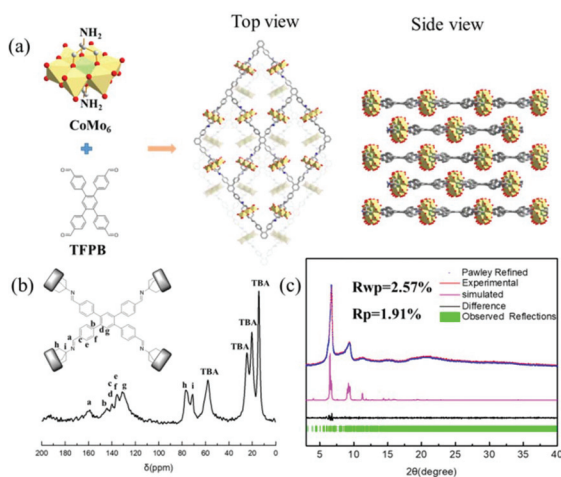 Top view
Side view
(a)
NH2
NH2
CoMo6
TFPB
(b)
TBA
TBA
TBA
TBA
a
b
c
d
e
f
g
h
i
h
i
a
c
e
b
f
d
g
N
N
N
N
200 180 160 140 120 100 80 60 40 20 0
δ(ppm)
(c)
Rwp=2.57%
Rp=1.91%
Pawley Refined
Experimental
simulated
Difference
Observed Reflections
5 10 15 20 25 30 35 40
2θ(degree)